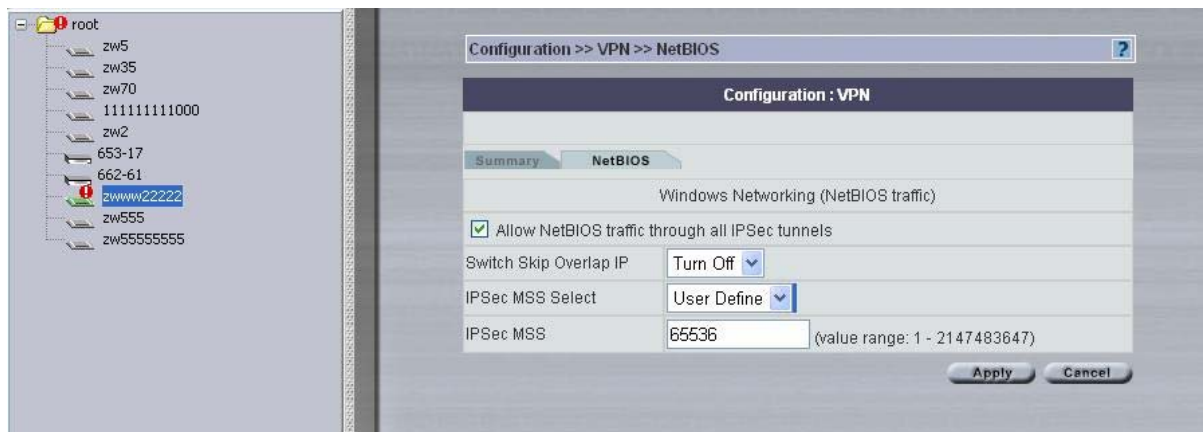 root
zw5
zw35
zw70
111111111000
zw2
653-17
662-61
zwww22222
zw555
zw55555555
Configuration >> VPN >> NetBIOS
?
Configuration : VPN
Summary NetBIOS
Windows Networking (NetBIOS traffic)
Allow NetBIOS traffic through all IPSec tunnels
Switch Skip Overlap IP Turn Off
IPSec MSS Select User Define
IPSec MSS 65536 (value range: 1 - 2147483647)
Apply Cancel